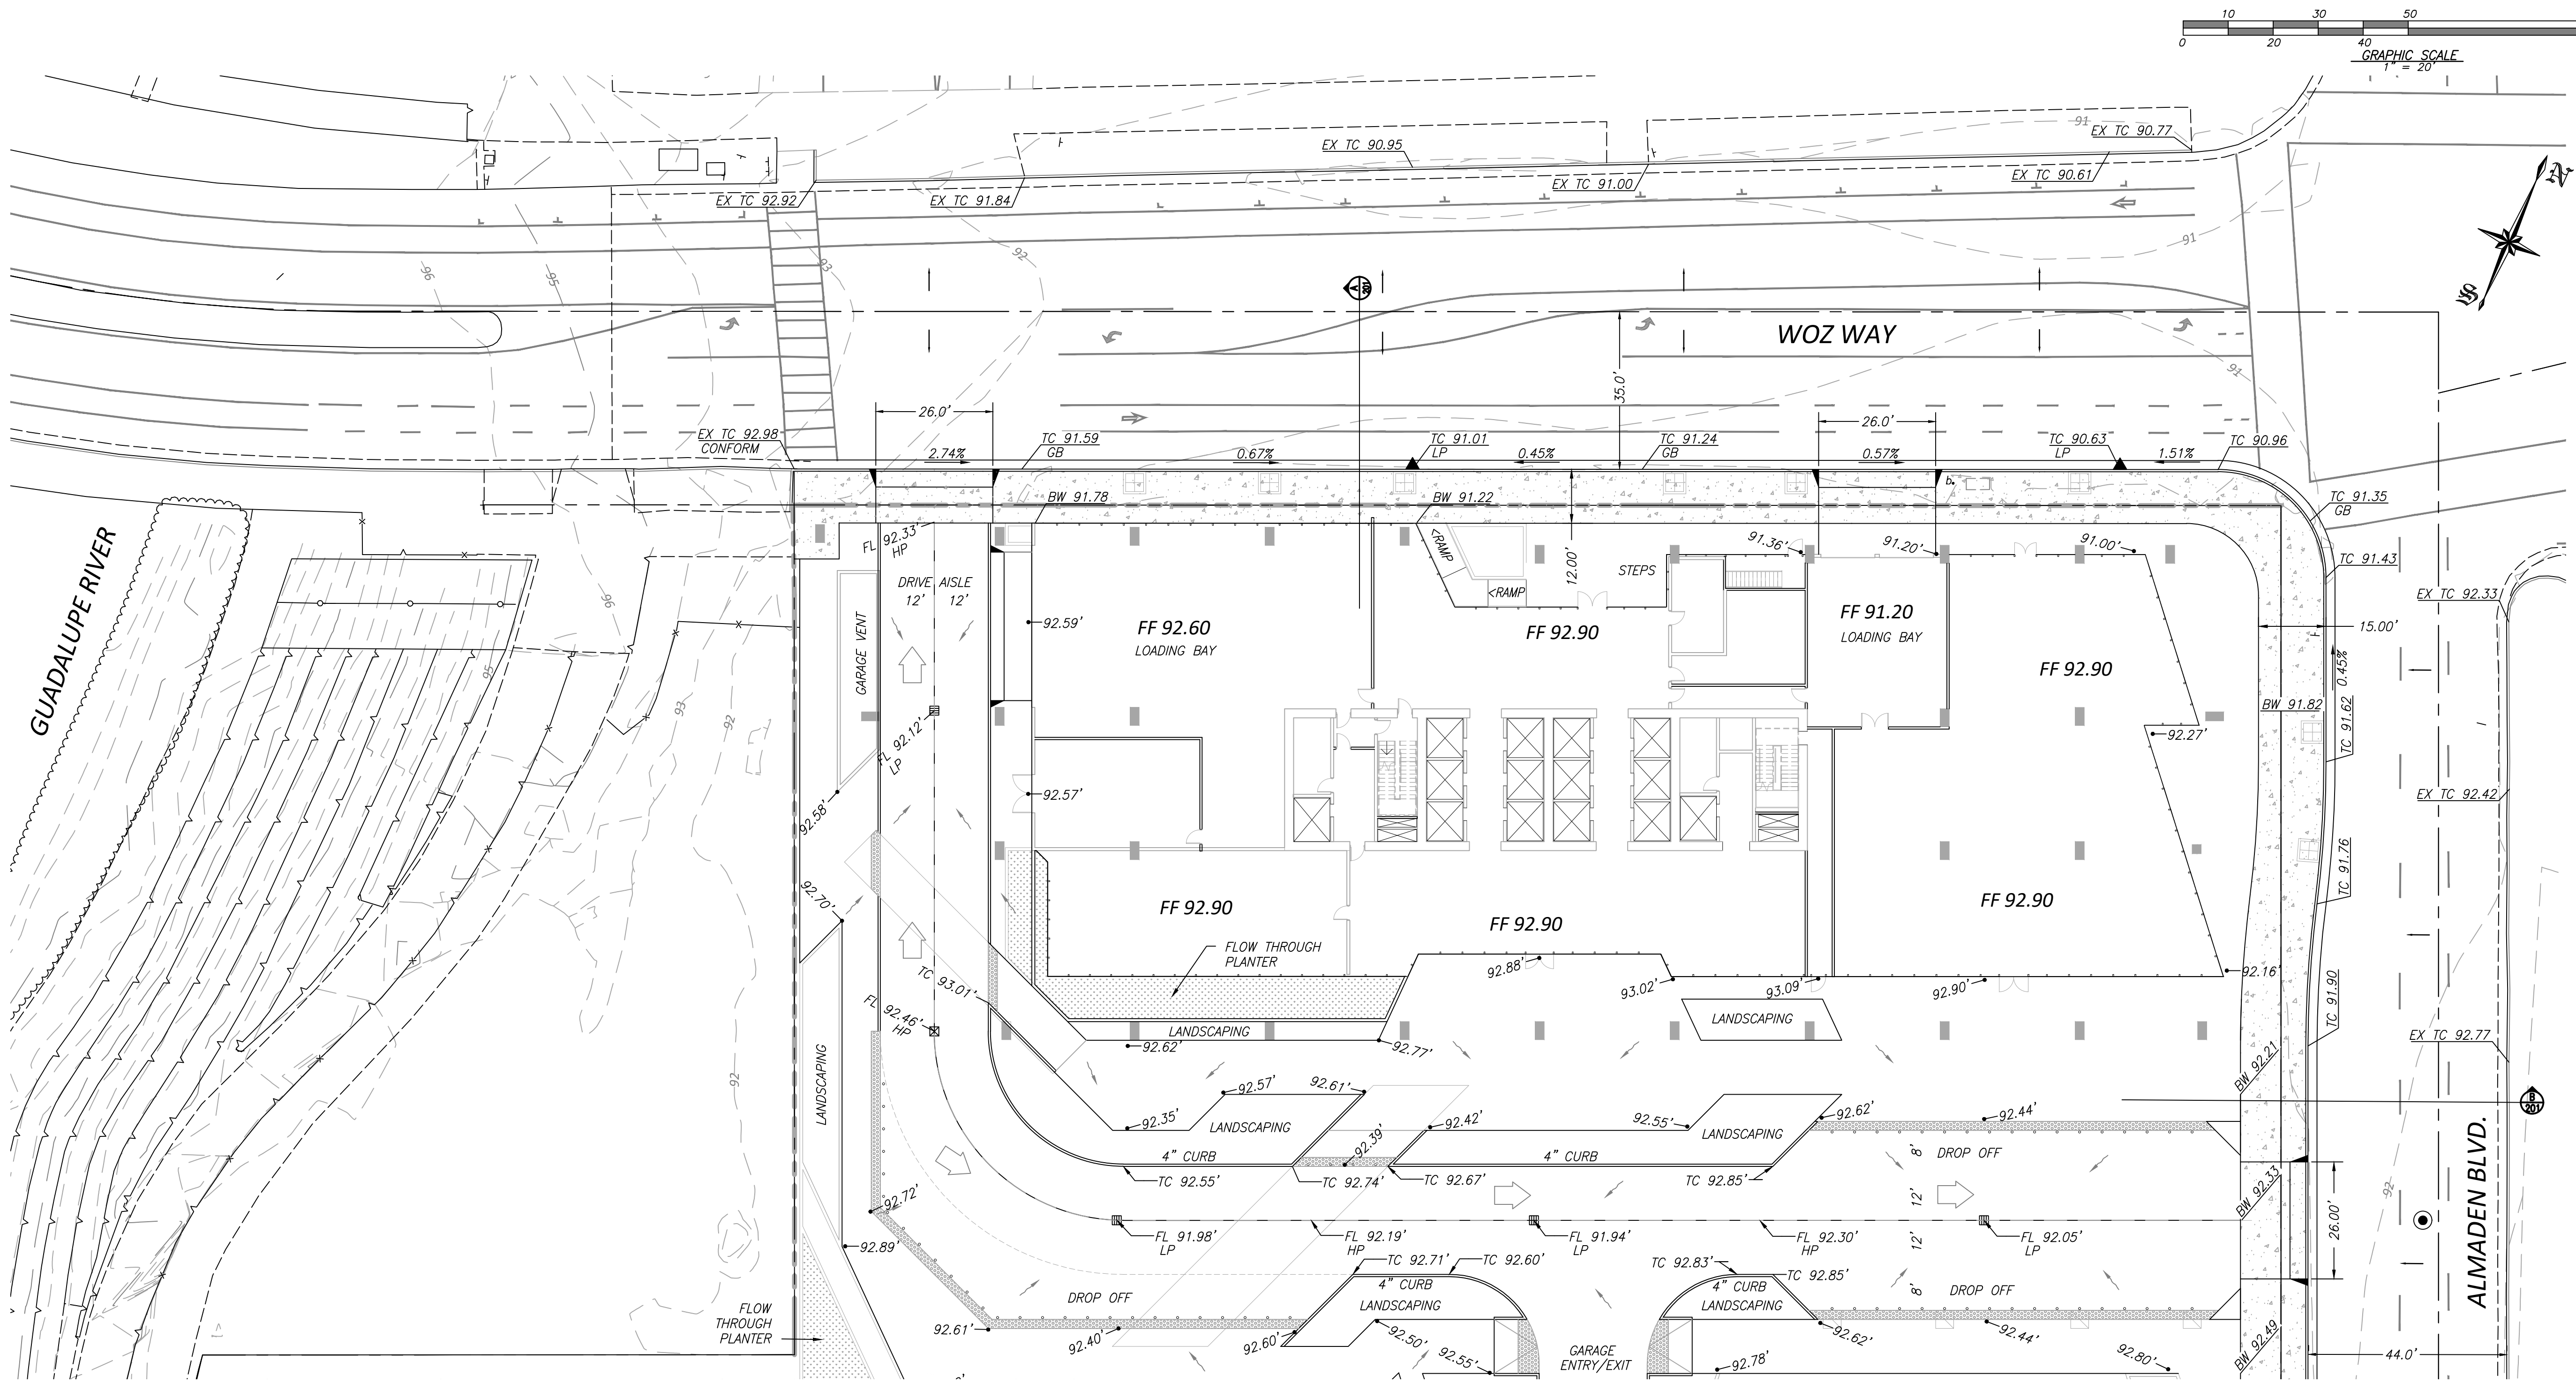 10 30 50
0 20 40
GRAPHIC SCALE
1" = 20'
N
S
91
EX TC 90.77
EX TC 90.95
EX TC 91.00
EX TC 90.61
EX TC 92.92
EX TC 91.84
96
95
93
92
91
A
201
WOZ WAY
35.0'
91
26.0'
26.0'
EX TC 92.98
CONFORM
2.74%
TC 91.59
GB
0.67%
TC 91.01
LP
0.45%
TC 91.24
GB
0.57%
TC 90.63
LP
1.51%
TC 90.96
BW 91.78
BW 91.22
b.
TC 91.35
GB
GUADALUPE RIVER
FL 92.33'
HP
<RAMP
12.00'
91.36'
91.20'
91.00'
TC 91.43
DRIVE AISLE
12' 12'
STEPS
<RAMP
EX TC 92.33
96
GARAGE VENT
92.59'
FF 92.60
LOADING BAY
FF 92.90
FF 91.20
LOADING BAY
FF 92.90
15.00'
0.45%
95
93
92
FL 92.12'
LP
BW 91.82
TC 91.62
92.27'
92.58'
92.57'
EX TC 92.42
TC 91.76
92.70'
FF 92.90
FF 92.90
FF 92.90
FLOW THROUGH
PLANTER
TC 93.01'
92.88'
93.02'
93.09'
92.90'
92.16'
TC 91.90
FL 92.46'
HP
LANDSCAPING
LANDSCAPING
EX TC 92.77
LANDSCAPING
92.62'
92.77'
92
BW 92.21
92.57'
92.61'
92.35'
LANDSCAPING
92.42'
92.55'
LANDSCAPING
92.62'
92.44'
B
201
92.39'
4" CURB
4" CURB
8'
DROP OFF
TC 92.55'
TC 92.74'
TC 92.67'
TC 92.85'
12'
BW 92.33
26.00'
92
ALMADEN BLVD.
92.72'
92.89'
FL 91.98'
LP
FL 92.19'
HP
FL 91.94'
LP
FL 92.30'
HP
12'
FL 92.05'
LP
TC 92.71'
TC 92.60'
TC 92.83'
TC 92.85'
4" CURB
4" CURB
8'
DROP OFF
DROP OFF
LANDSCAPING
LANDSCAPING
FLOW
THROUGH
PLANTER
92.61'
92.40'
92.60'
92.50'
92.62'
92.44'
92.55'
GARAGE
ENTRY/EXIT
92.78'
92.80'
BW 92.49
44.0'